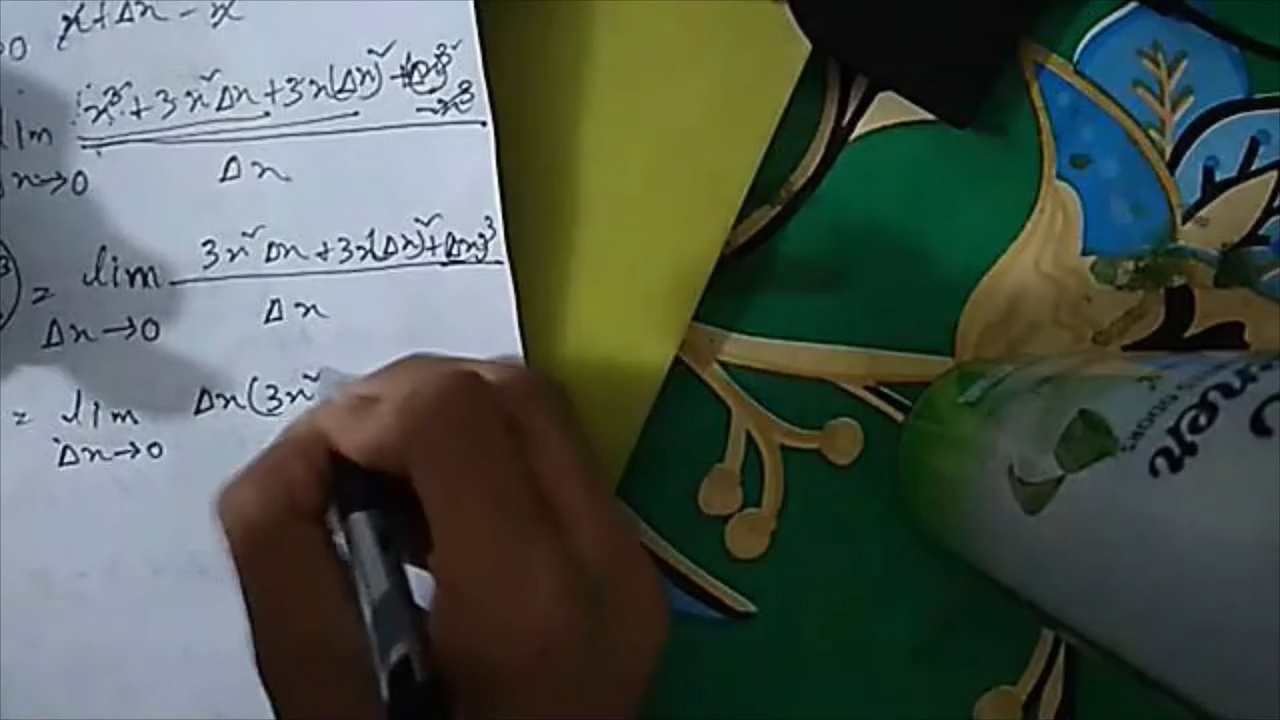 x+Δx-x
→0
lim x³+3x²Δx+3x(Δx)²+(Δx)³
-x³
Δx
x→0
= lim 3x²Δx+3x(Δx)²+(Δx)³
Δx
Δx→0
= lim Δx(3x²
Δx→0